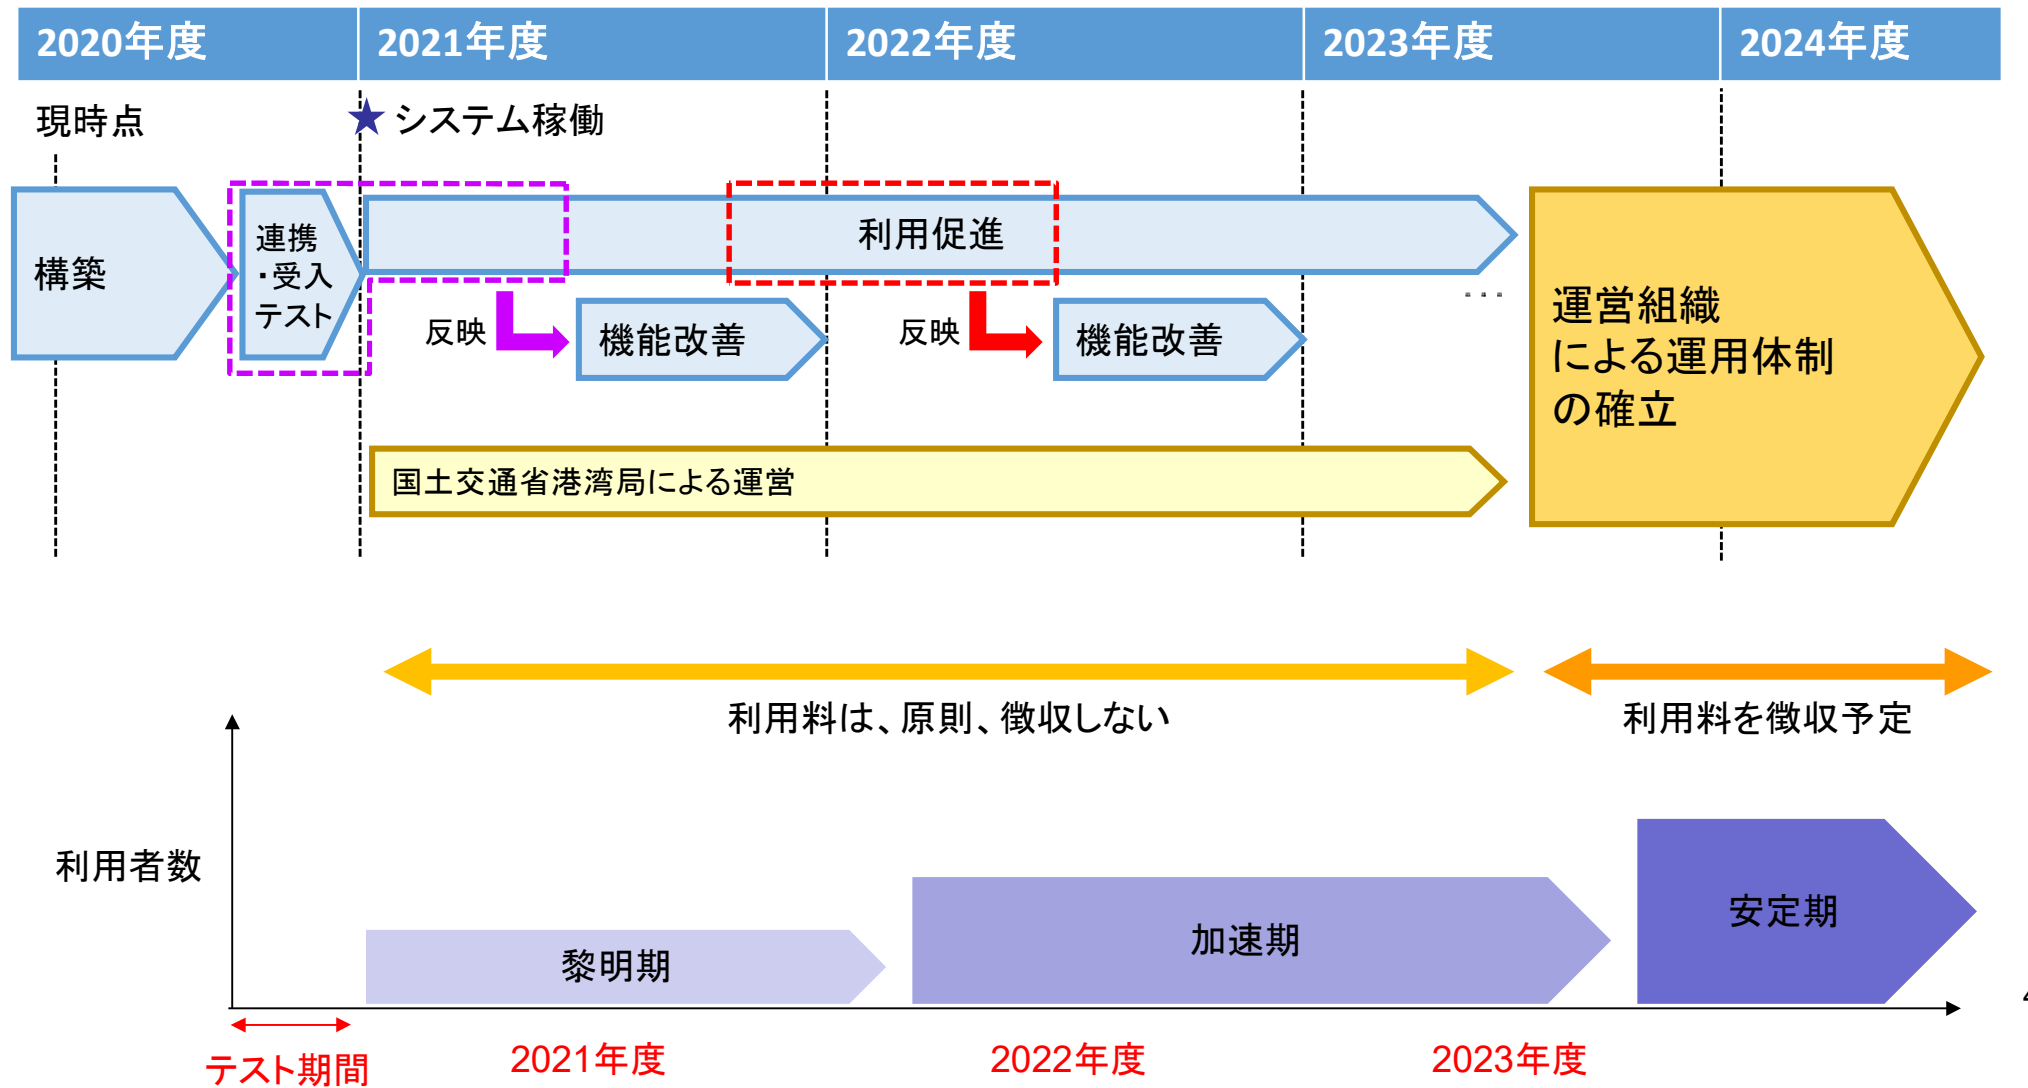 2020年度
2021年度
2022年度
2023年度
2024年度
現時点
★システム稼働
構築
連携
・受入
テスト
利用促進
反映
機能改善
反映
機能改善
...
運営組織
による運用体制
の確立
国土交通省港湾局による運営
利用料は、原則、徴収しない
利用料を徴収予定
利用者数
黎明期
加速期
安定期
テスト期間
2021年度
2022年度
2023年度